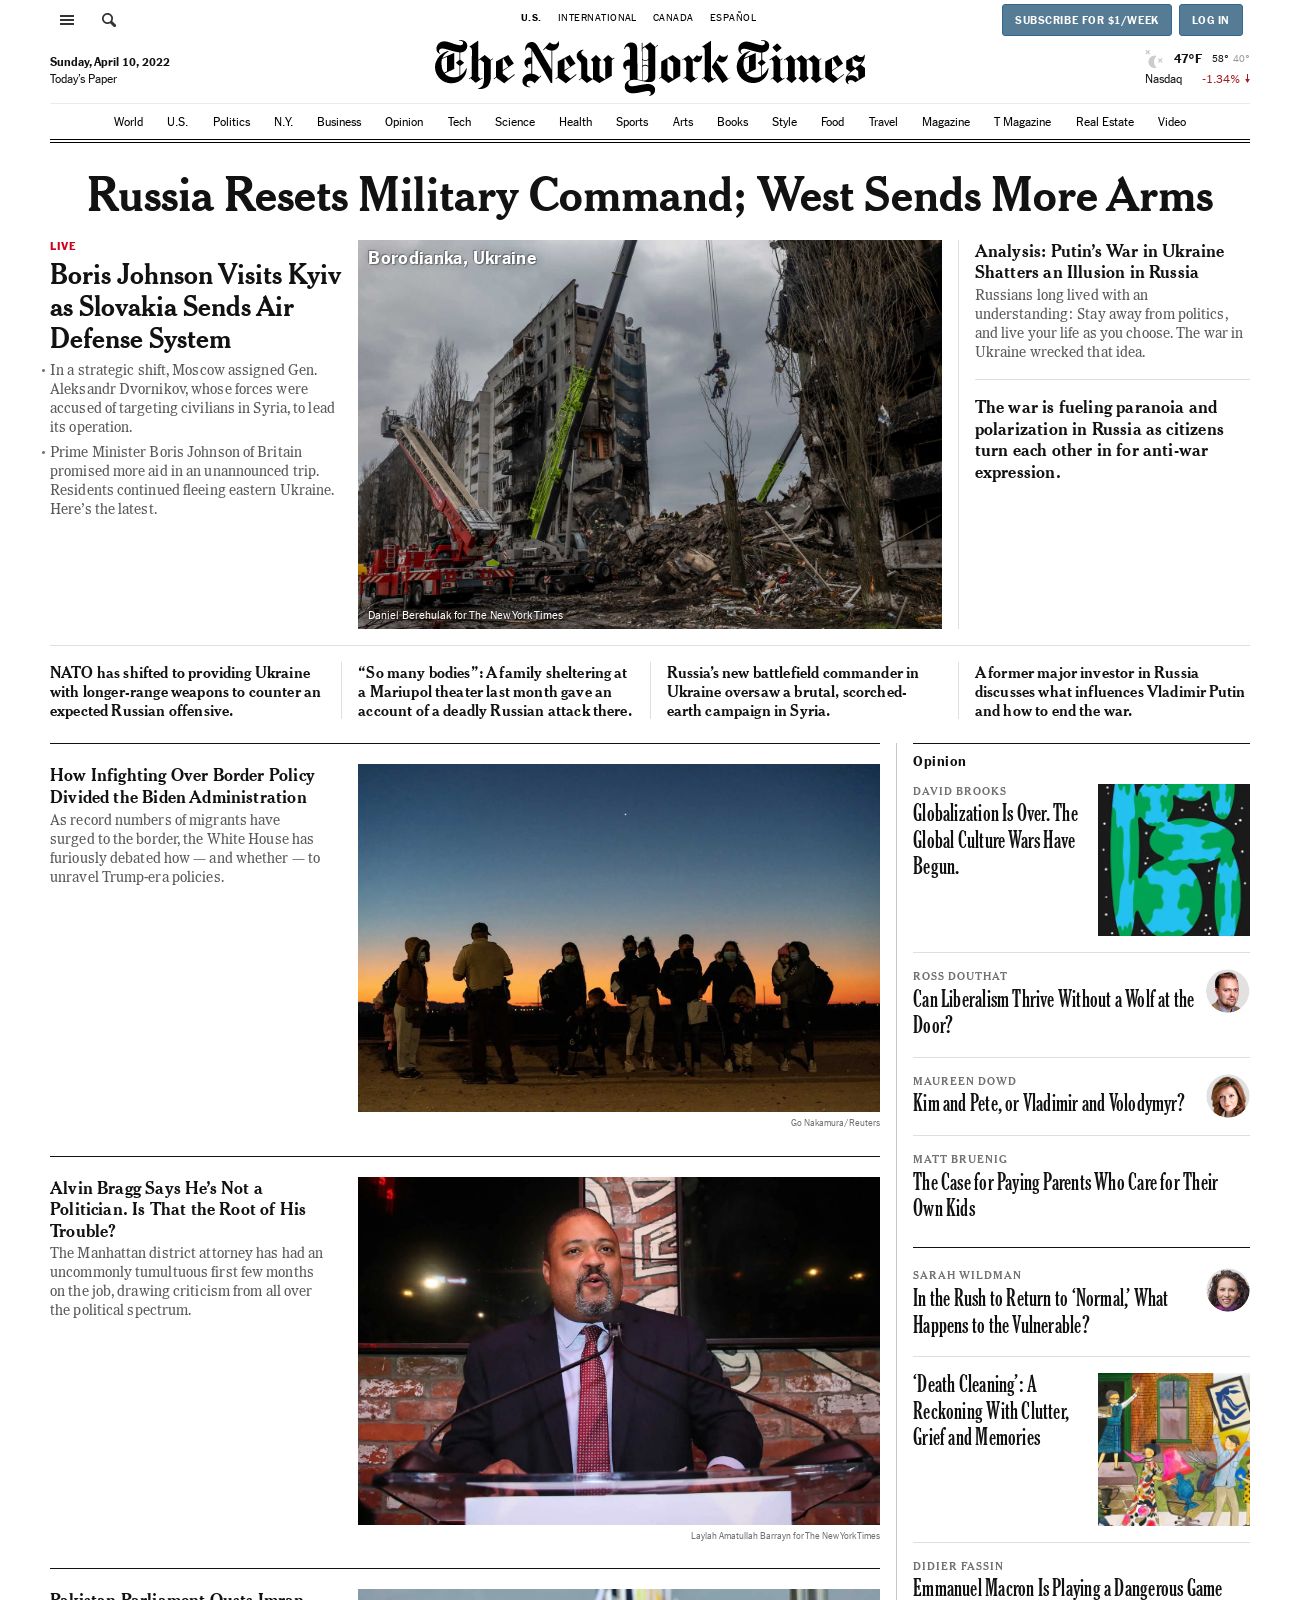 U.S. INTERNATIONAL CANADA ESPAÑOL
SUBSCRIBE FOR $1/WEEK
LOG IN
Sunday, April 10, 2022
Today's Paper
The New York Times
47°F 58° 40°
Nasdaq -1.34%
World U.S. Politics N.Y. Business Opinion Tech Science Health Sports Arts Books Style Food Travel Magazine T Magazine Real Estate Video
Russia Resets Military Command; West Sends More Arms
LIVE
Boris Johnson Visits Kyiv
as Slovakia Sends Air
Defense System
• In a strategic shift, Moscow assigned Gen.
Aleksandr Dvornikov, whose forces were
accused of targeting civilians in Syria, to lead
its operation.
• Prime Minister Boris Johnson of Britain
promised more aid in an unannounced trip.
Residents continued fleeing eastern Ukraine.
Here's the latest.
Borodianka, Ukraine
Daniel Berehulak for The New York Times
Analysis: Putin's War in Ukraine
Shatters an Illusion in Russia
Russians long lived with an
understanding: Stay away from politics,
and live your life as you choose. The war in
Ukraine wrecked that idea.
The war is fueling paranoia and
polarization in Russia as citizens
turn each other in for anti-war
expression.
NATO has shifted to providing Ukraine
with longer-range weapons to counter an
expected Russian offensive.
“So many bodies”: A family sheltering at
a Mariupol theater last month gave an
account of a deadly Russian attack there.
Russia's new battlefield commander in
Ukraine oversaw a brutal, scorched-
earth campaign in Syria.
A former major investor in Russia
discusses what influences Vladimir Putin
and how to end the war.
How Infighting Over Border Policy
Divided the Biden Administration
As record numbers of migrants have
surged to the border, the White House has
furiously debated how — and whether — to
unravel Trump-era policies.
Go Nakamura/Reuters
Alvin Bragg Says He's Not a
Politician. Is That the Root of His
Trouble?
The Manhattan district attorney has had an
uncommonly tumultuous first few months
on the job, drawing criticism from all over
the political spectrum.
Laylah Amatullah Barrayn for The New York Times
Pakistan Parliament Ousts Imran
Opinion
DAVID BROOKS
Globalization Is Over. The
Global Culture Wars Have
Begun.
ROSS DOUTHAT
Can Liberalism Thrive Without a Wolf at the
Door?
MAUREEN DOWD
Kim and Pete, or Vladimir and Volodymyr?
MATT BRUENIG
The Case for Paying Parents Who Care for Their
Own Kids
SARAH WILDMAN
In the Rush to Return to ‘Normal,’ What
Happens to the Vulnerable?
‘Death Cleaning’: A
Reckoning With Clutter,
Grief and Memories
DIDIER FASSIN
Emmanuel Macron Is Playing a Dangerous Game